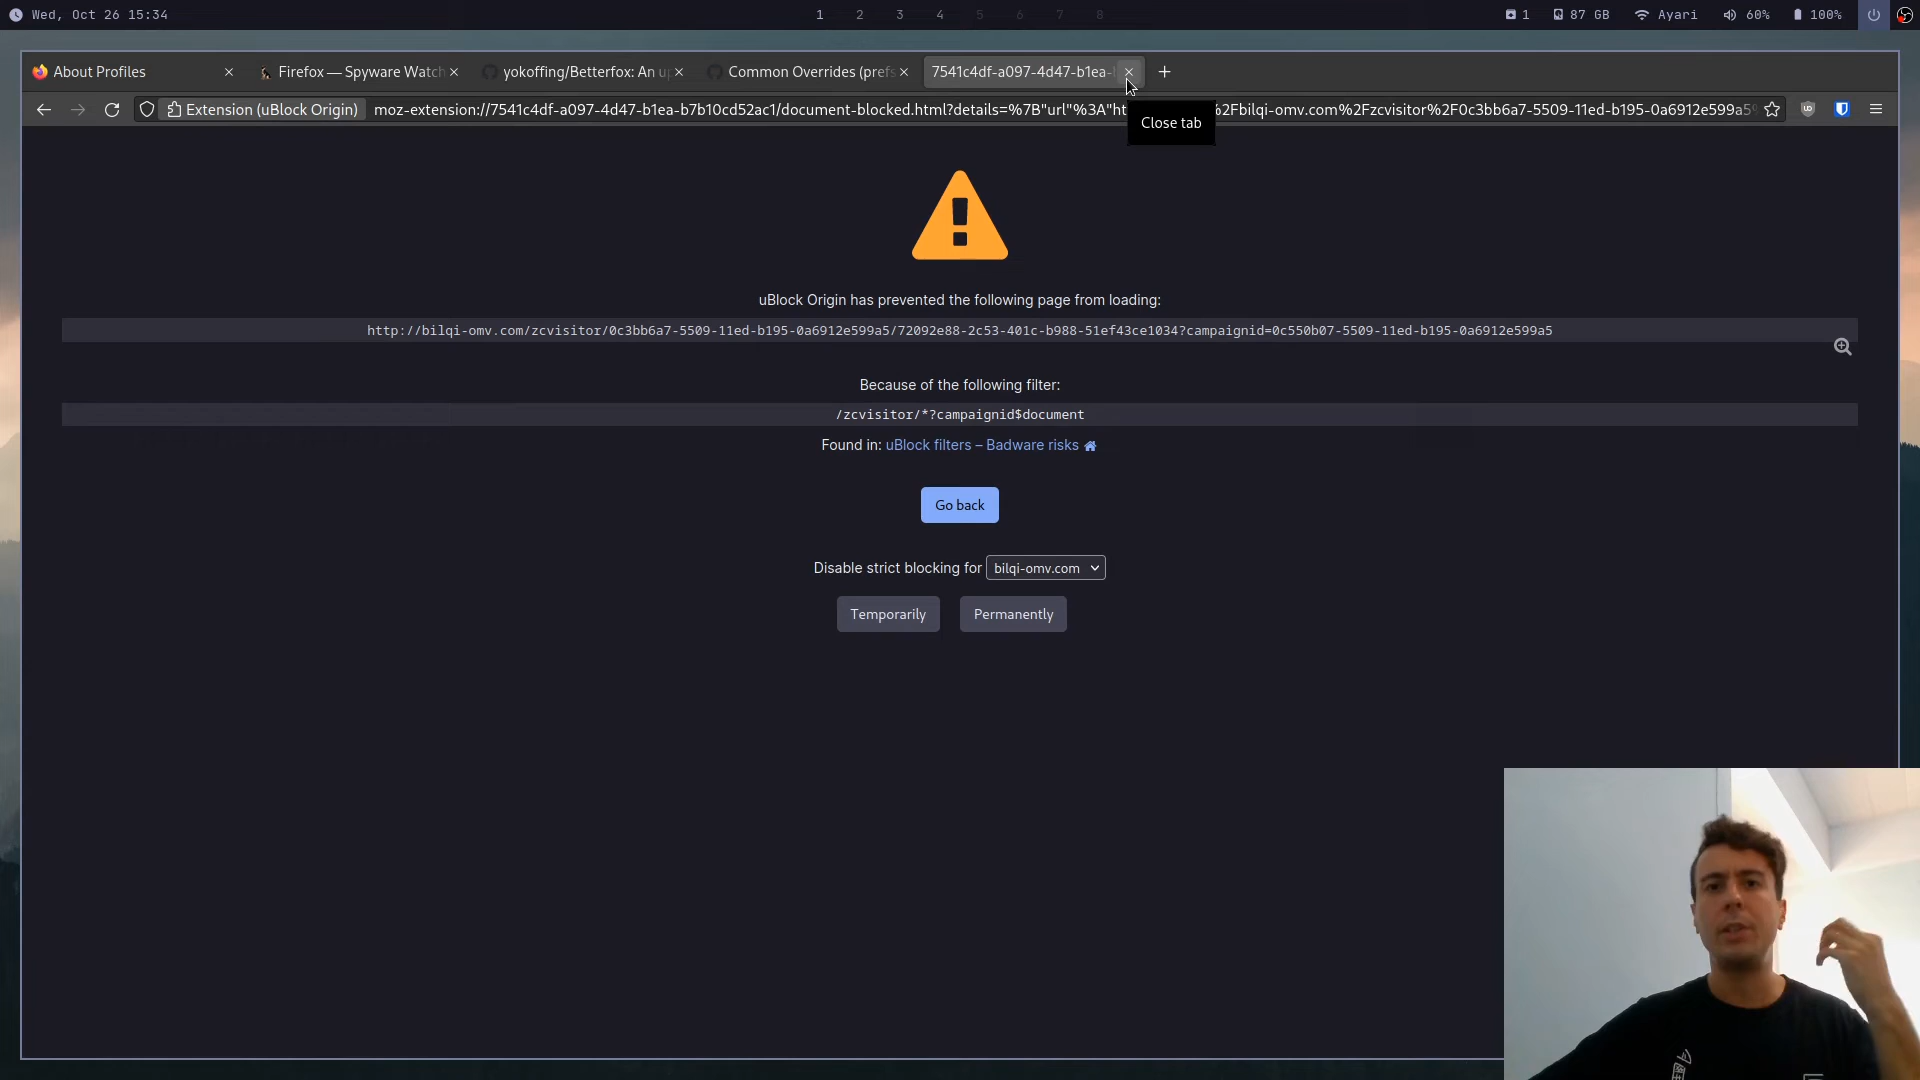 Wed, Oct 26 15:34
1 2 3 4 5 6 7 8
1 87 GB Ayari 60% 100%
About Profiles
Firefox — Spyware Watch
yokoffing/Betterfox: An u
Common Overrides (prefs
7541c4df-a097-4d47-b1ea-
Extension (uBlock Origin)
moz-extension://7541c4df-a097-4d47-b1ea-b7b10cd52ac1/document-blocked.html?details=%7B"url"%3A"ht
%2Fbilqi-omv.com%2Fzcvisitor%2F0c3bb6a7-5509-11ed-b195-0a6912e599a5
Close tab
uBlock Origin has prevented the following page from loading:
http://bilqi-omv.com/zcvisitor/0c3bb6a7-5509-11ed-b195-0a6912e599a5/72092e88-2c53-401c-b988-51ef43ce1034?campaignid=0c550b07-5509-11ed-b195-0a6912e599a5
Because of the following filter:
/zcvisitor/*?campaignid$document
Found in: uBlock filters – Badware risks
Go back
Disable strict blocking for bilqi-omv.com
Temporarily
Permanently